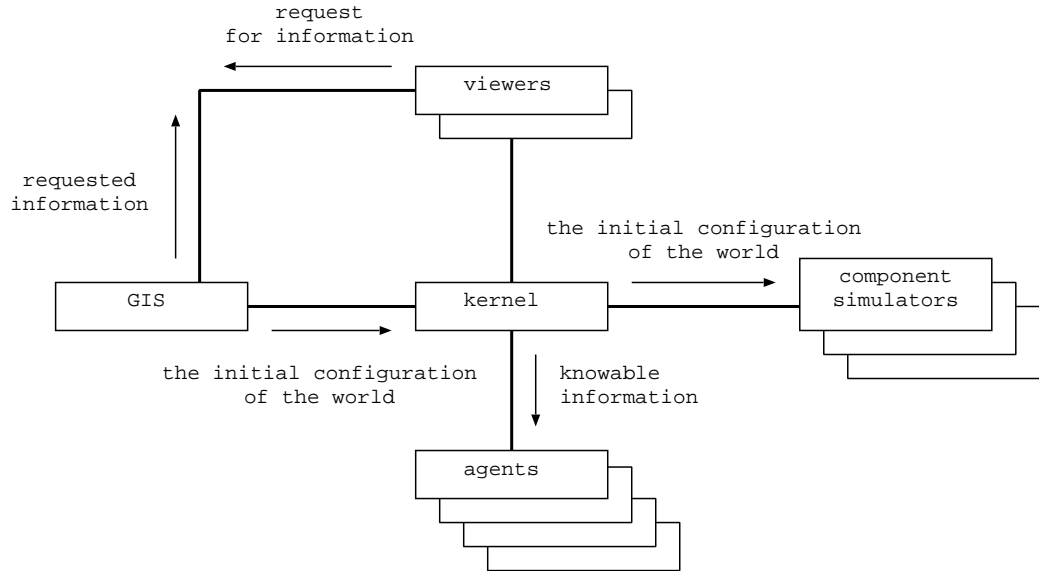 request
for information
viewers
requested
information
the initial configuration
of the world
component
simulators
GIS
kernel
the initial configuration
of the world
knowable
information
agents